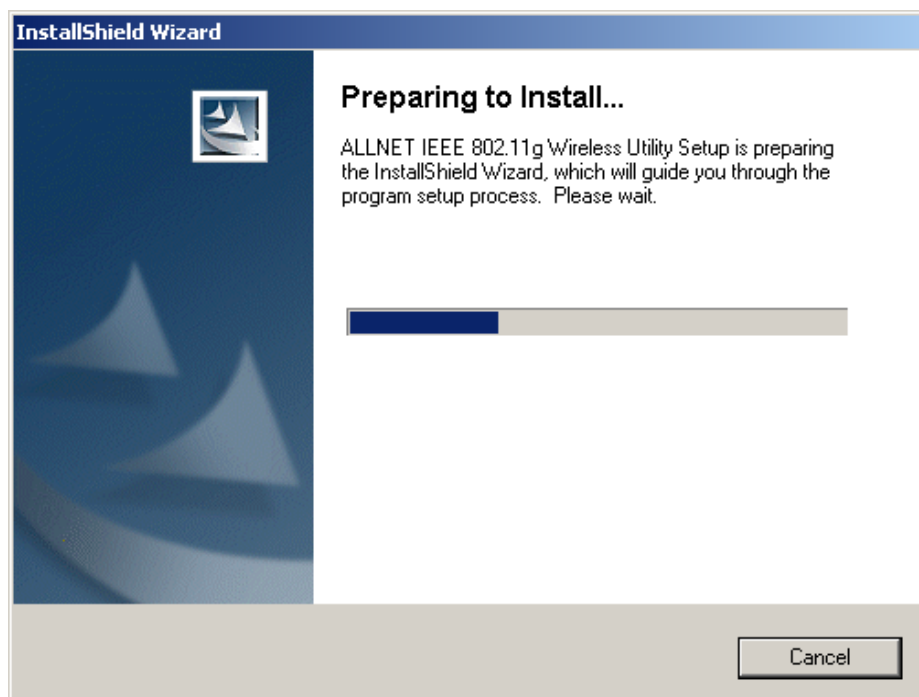 InstallShield Wizard
Preparing to Install...
ALLNET IEEE 802.11g Wireless Utility Setup is preparing
the InstallShield Wizard, which will guide you through the
program setup process.  Please wait.
Cancel